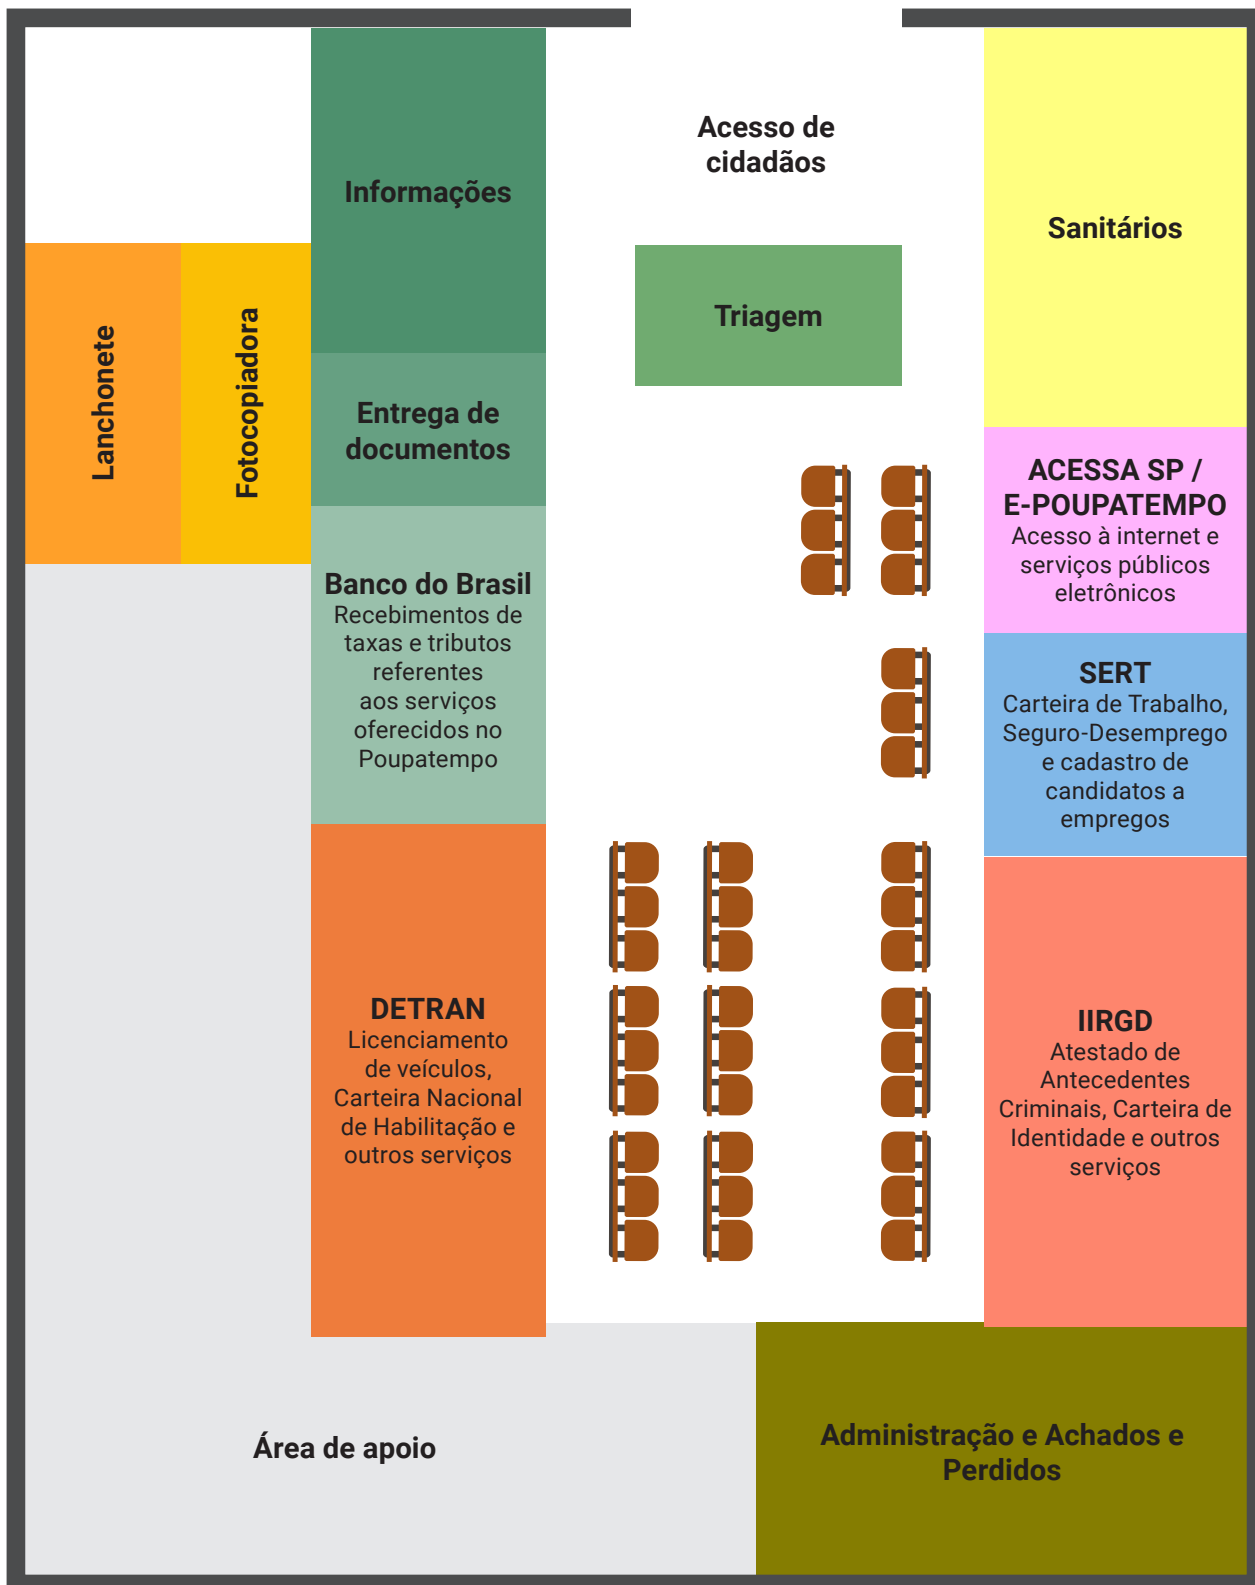 Acesso de
cidadãos
Informações
Sanitários
Triagem
Lanchonete
Fotocopiadora
Entrega de
documentos
ACESSA SP /
E-POUPATEMPO
Acesso à internet e
serviços públicos
eletrônicos
Banco do Brasil
Recebimentos de
taxas e tributos
referentes
aos serviços
oferecidos no
Poupatempo
SERT
Carteira de Trabalho,
Seguro-Desemprego
e cadastro de
candidatos a
empregos
DETRAN
Licenciamento
de veículos,
Carteira Nacional
de Habilitação e
outros serviços
IIRGD
Atestado de
Antecedentes
Criminais, Carteira de
Identidade e outros
serviços
Área de apoio
Administração e Achados e
Perdidos